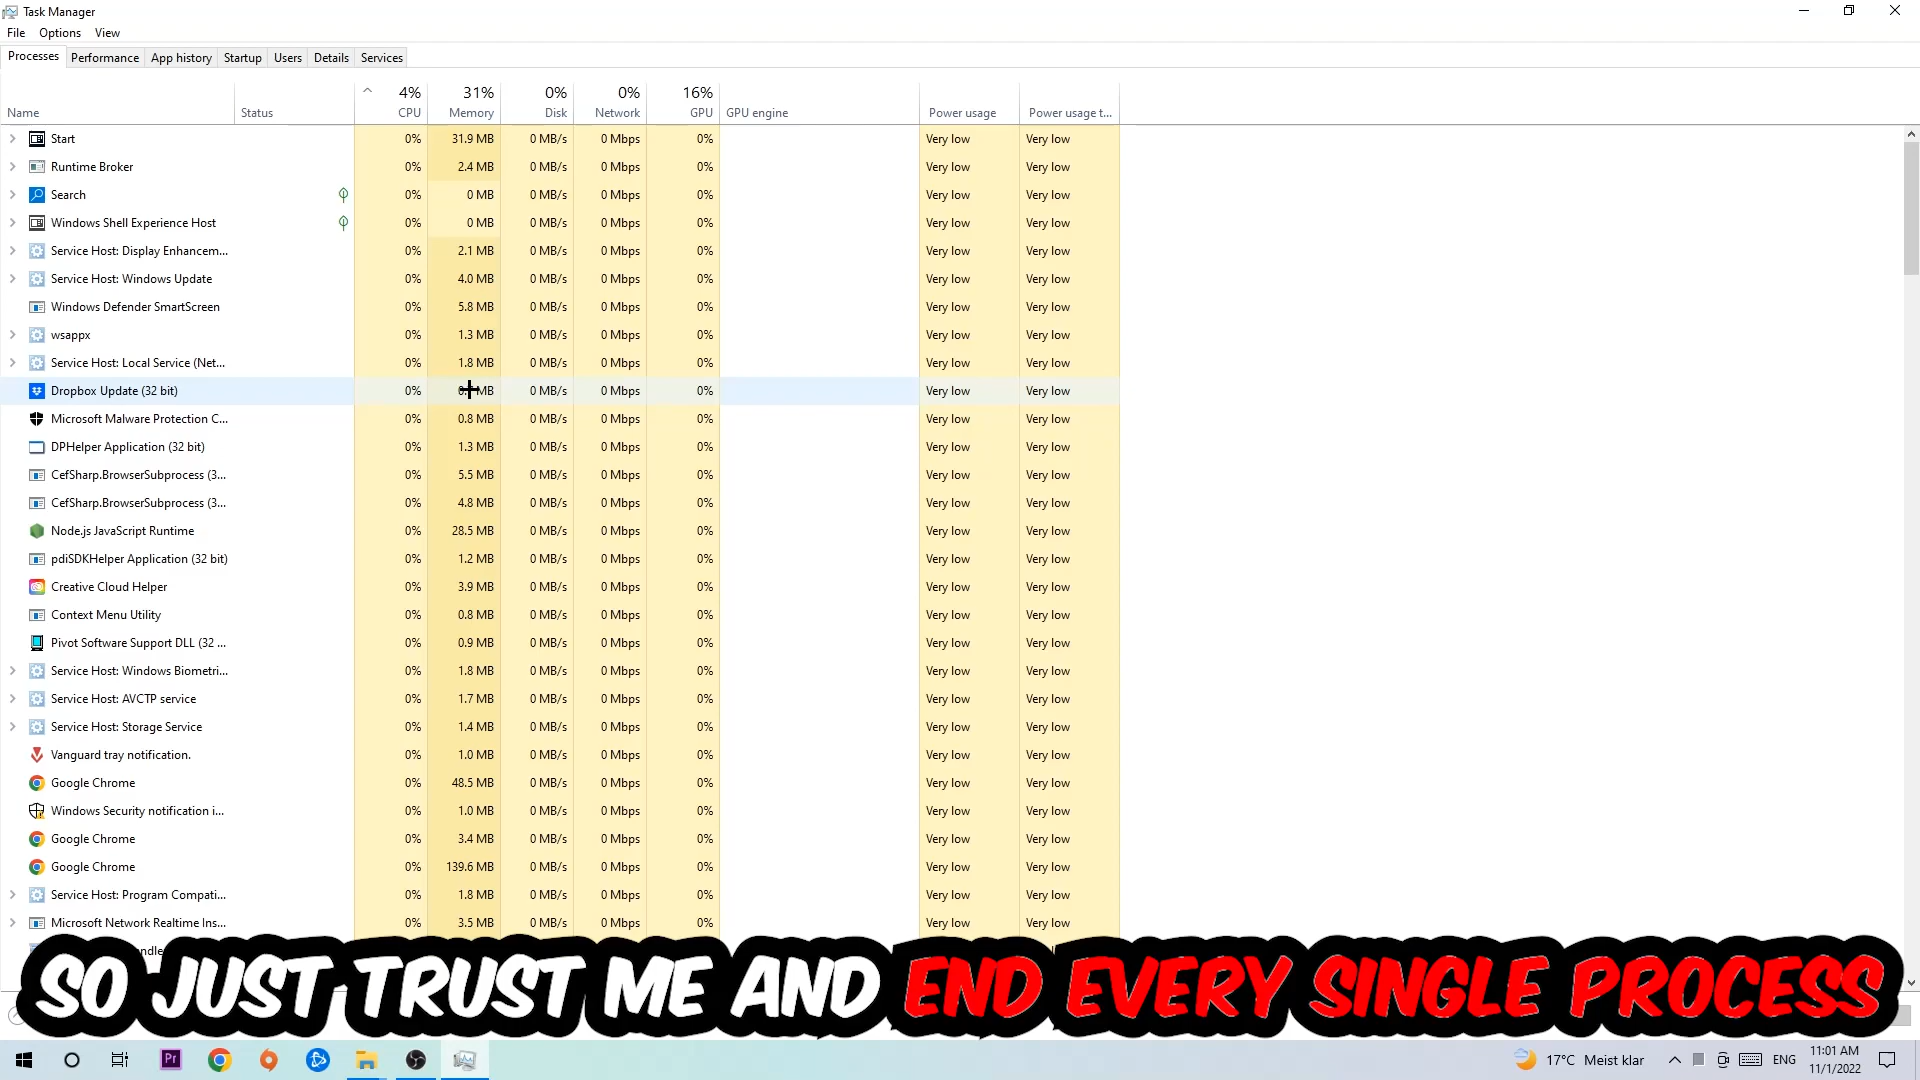 Task Manager
File Options View
Processes Performance App history Startup Users Details Services
4% 31% 0% 0% 16%
Name Status CPU Memory Disk Network GPU GPU engine Power usage Power usage t...
Start 0% 31.9 MB 0 MB/s 0 Mbps 0% Very low Very low
Runtime Broker 0% 2.4 MB 0 MB/s 0 Mbps 0% Very low Very low
Search 0% 0 MB 0 MB/s 0 Mbps 0% Very low Very low
Windows Shell Experience Host 0% 0 MB 0 MB/s 0 Mbps 0% Very low Very low
Service Host: Display Enhancem... 0% 2.1 MB 0 MB/s 0 Mbps 0% Very low Very low
Service Host: Windows Update 0% 4.0 MB 0 MB/s 0 Mbps 0% Very low Very low
Windows Defender SmartScreen 0% 5.8 MB 0 MB/s 0 Mbps 0% Very low Very low
wsappx 0% 1.3 MB 0 MB/s 0 Mbps 0% Very low Very low
Service Host: Local Service (Net... 0% 1.8 MB 0 MB/s 0 Mbps 0% Very low Very low
Dropbox Update (32 bit) 0% MB 0 MB/s 0 Mbps 0% Very low Very low
Microsoft Malware Protection C... 0% 0.8 MB 0 MB/s 0 Mbps 0% Very low Very low
DPHelper Application (32 bit) 0% 1.3 MB 0 MB/s 0 Mbps 0% Very low Very low
CefSharp.BrowserSubprocess (3... 0% 5.5 MB 0 MB/s 0 Mbps 0% Very low Very low
CefSharp.BrowserSubprocess (3... 0% 4.8 MB 0 MB/s 0 Mbps 0% Very low Very low
Node.js JavaScript Runtime 0% 28.5 MB 0 MB/s 0 Mbps 0% Very low Very low
pdiSDKHelper Application (32 bit) 0% 1.2 MB 0 MB/s 0 Mbps 0% Very low Very low
Creative Cloud Helper 0% 3.9 MB 0 MB/s 0 Mbps 0% Very low Very low
Context Menu Utility 0% 0.8 MB 0 MB/s 0 Mbps 0% Very low Very low
Pivot Software Support DLL (32 ... 0% 0.9 MB 0 MB/s 0 Mbps 0% Very low Very low
Service Host: Windows Biometri... 0% 1.8 MB 0 MB/s 0 Mbps 0% Very low Very low
Service Host: AVCTP service 0% 1.7 MB 0 MB/s 0 Mbps 0% Very low Very low
Service Host: Storage Service 0% 1.4 MB 0 MB/s 0 Mbps 0% Very low Very low
Vanguard tray notification. 0% 1.0 MB 0 MB/s 0 Mbps 0% Very low Very low
Google Chrome 0% 48.5 MB 0 MB/s 0 Mbps 0% Very low Very low
Windows Security notification i... 0% 1.0 MB 0 MB/s 0 Mbps 0% Very low Very low
Google Chrome 0% 3.4 MB 0 MB/s 0 Mbps 0% Very low Very low
Google Chrome 0% 139.6 MB 0 MB/s 0 Mbps 0% Very low Very low
Service Host: Program Compati... 0% 1.8 MB 0 MB/s 0 Mbps 0% Very low Very low
Microsoft Network Realtime Ins... 0% 3.5 MB 0 MB/s 0 Mbps 0% Very low Very low
SO JUST TRUST ME AND END EVERY SINGLE PROCESS
Pr 17°C Meist klar ENG 11:01 AM
11/1/2022